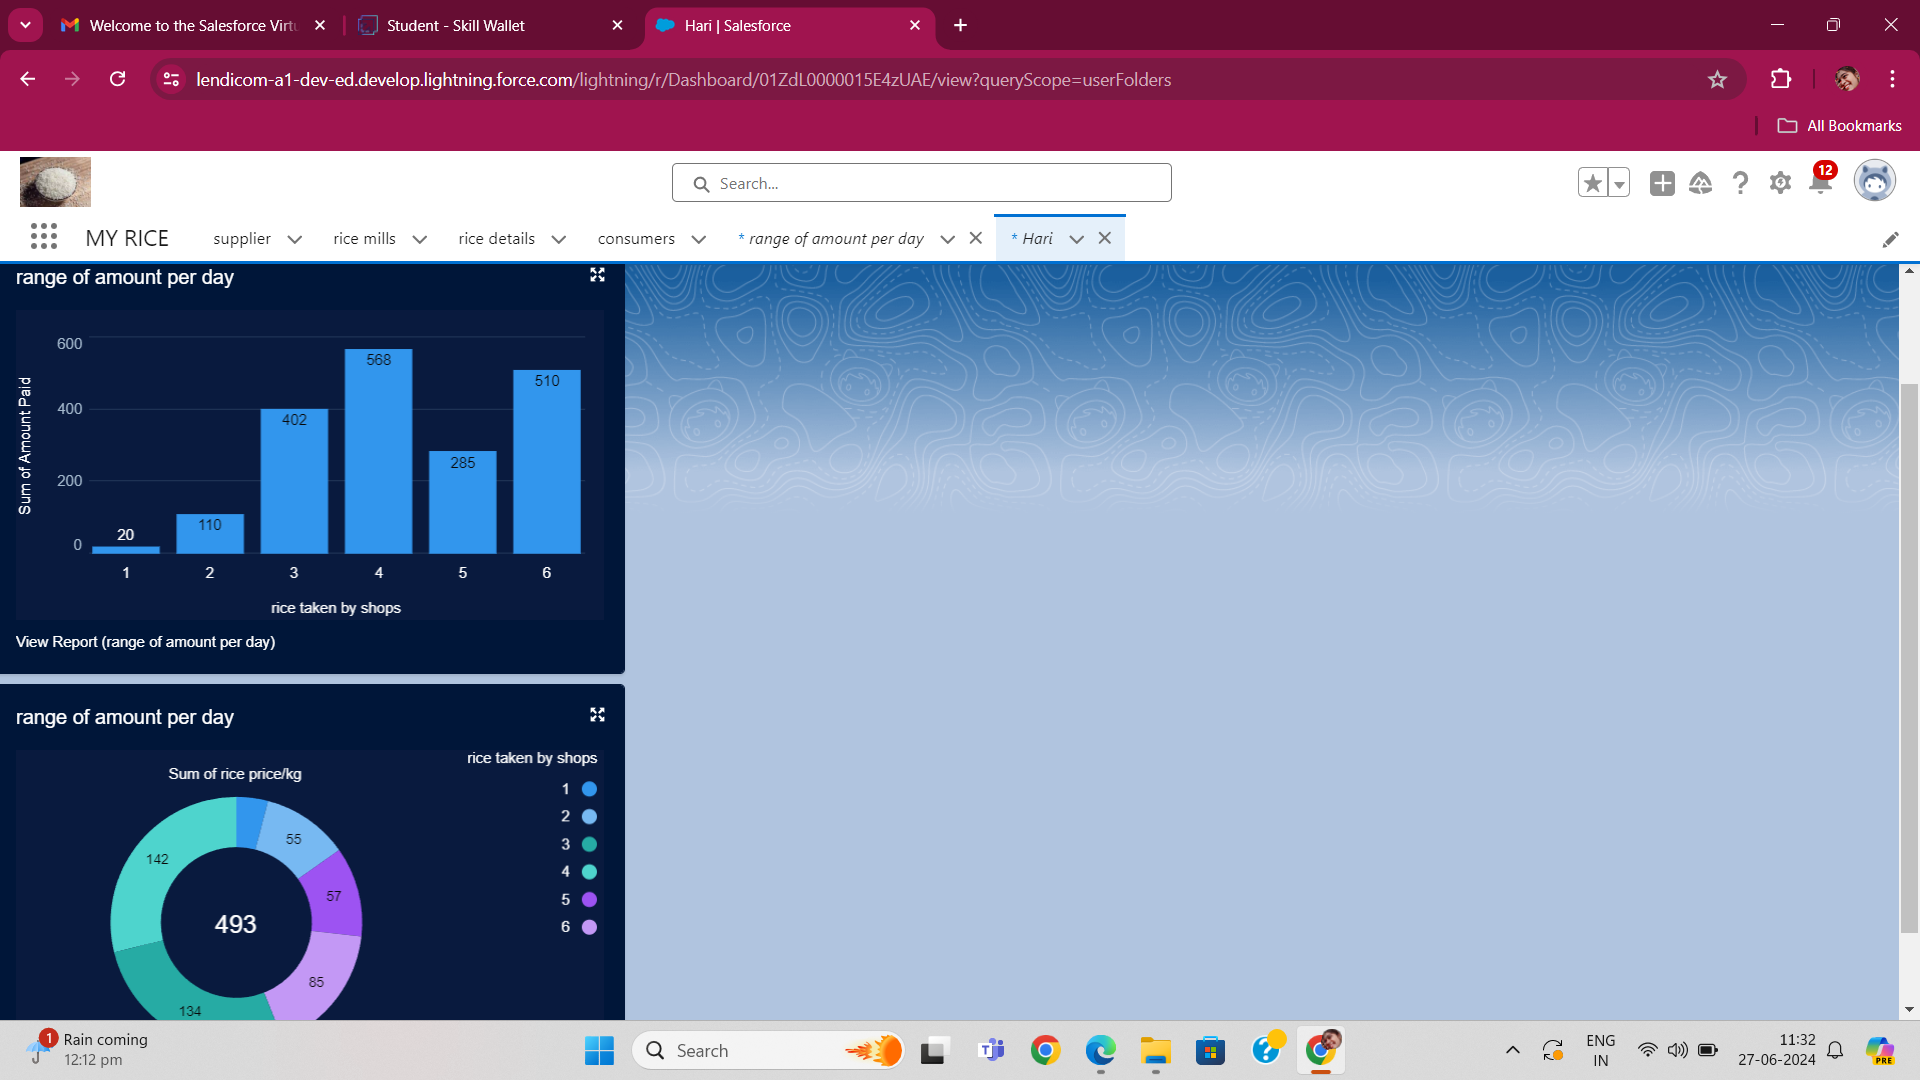 Welcome to the Salesforce Virtu
Student - Skill Wallet
Hari | Salesforce
lendicom-a1-dev-ed.develop.lightning.force.com/lightning/r/Dashboard/01ZdL0000015E4zUAE/view?queryScope=userFolders
All Bookmarks
Search...
12
MY RICE
supplier
rice mills
rice details
consumers
* range of amount per day
* Hari
range of amount per day
600
400
200
0
Sum of Amount Paid
20
110
402
568
285
510
1
2
3
4
5
6
rice taken by shops
View Report (range of amount per day)
range of amount per day
rice taken by shops
Sum of rice price/kg
1
2
3
4
5
6
55
57
85
134
142
493
1
Rain coming
12:12 pm
Search
ENG
IN
11:32
27-06-2024
PRE